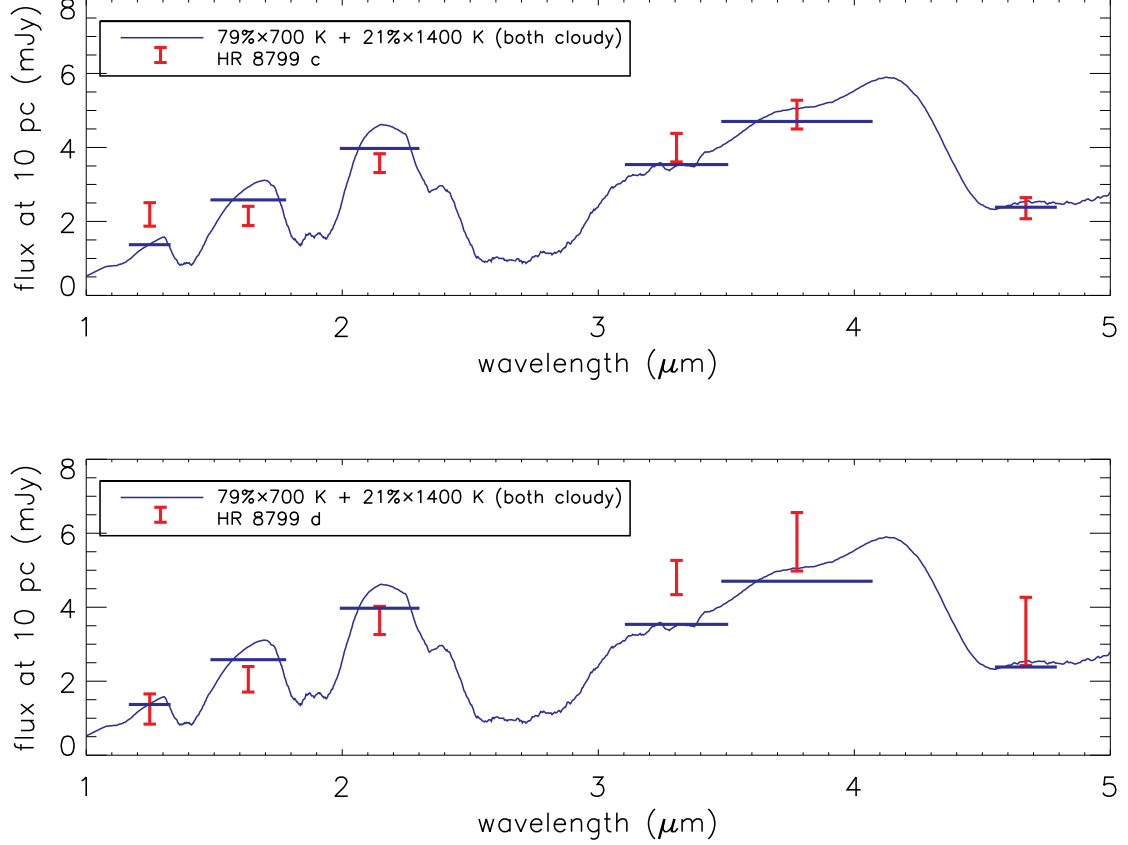 8
6
4
2
0
flux at 10 pc (mJy)
79%×700 K + 21%×1400 K (both cloudy)
HR 8799 c
1 2 3 4 5
wavelength (μm)
8
6
4
2
0
flux at 10 pc (mJy)
79%×700 K + 21%×1400 K (both cloudy)
HR 8799 d
1 2 3 4 5
wavelength (μm)